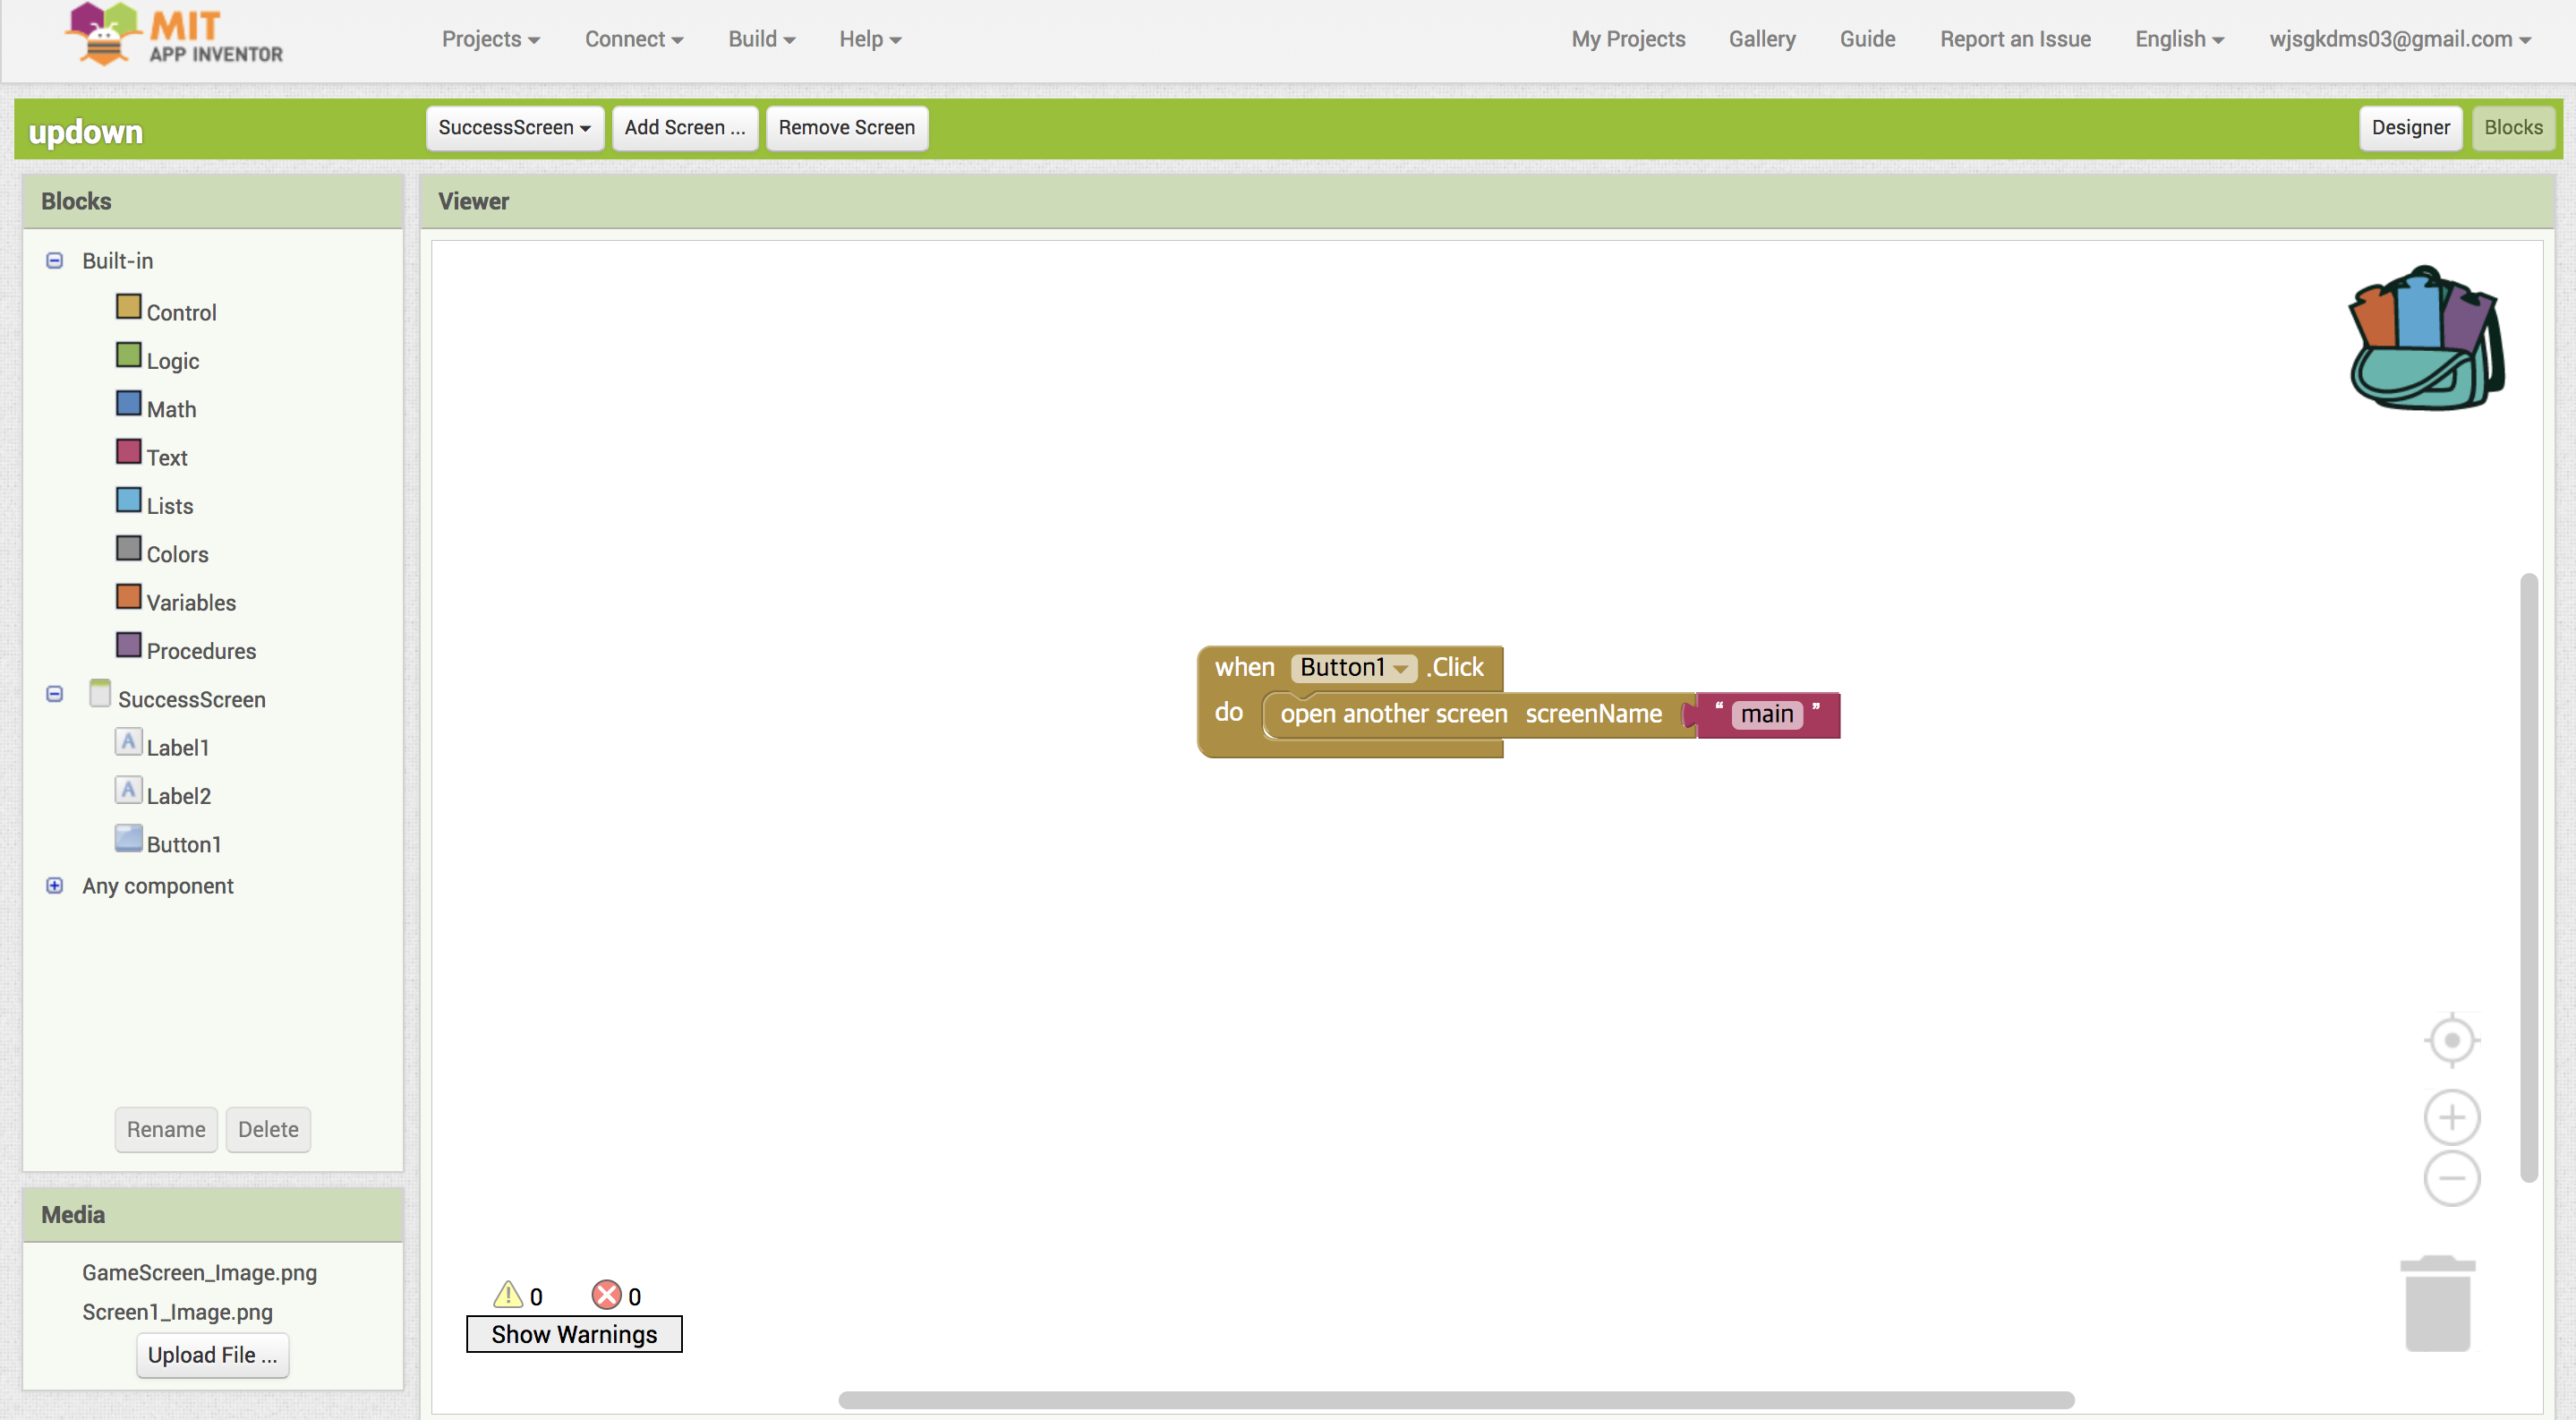 MIT
APP INVENTOR
Projects Connect Build Help My Projects Gallery Guide Report an Issue English wjsgkdms03@gmail.com
updown SuccessScreen Add Screen ... Remove Screen Designer Blocks
Blocks
Built-in
Control
Logic
Math
Text
Lists
Colors
Variables
Procedures
SuccessScreen
A Label1
A Label2
Button1
Any component
Rename Delete
Media
GameScreen_Image.png
Screen1_Image.png
Upload File ...
Viewer
when Button1 .Click
do open another screen screenName “ main ”
0 0
Show Warnings